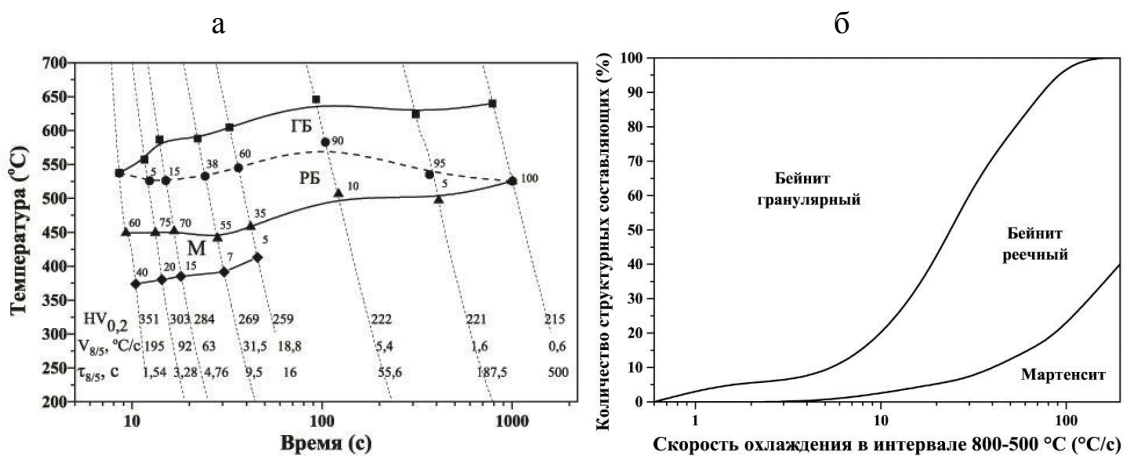 а
б
700
650
600
550
500
450
400
350
300
250
200
Температура (°C)
ГБ
РБ
М
5
15
38
60
90
95
100
60
75
70
55
35
10
5
40
20
15
7
5
HV0,2 351 303 284 269 259 222 221 215
V8/5, °C/c 195 92 63 31,5 18,8 5,4 1,6 0,6
τ8/5, c 1,54 3,28 4,76 9,5 16 55,6 187,5 500
10 100 1000
Время (с)
100
90
80
70
60
50
40
30
20
10
0
Количество структурных составляющих (%)
Бейнит
гранулярный
Бейнит
реечный
Мартенсит
1 10 100
Скорость охлаждения в интервале 800-500 °C (°C/c)